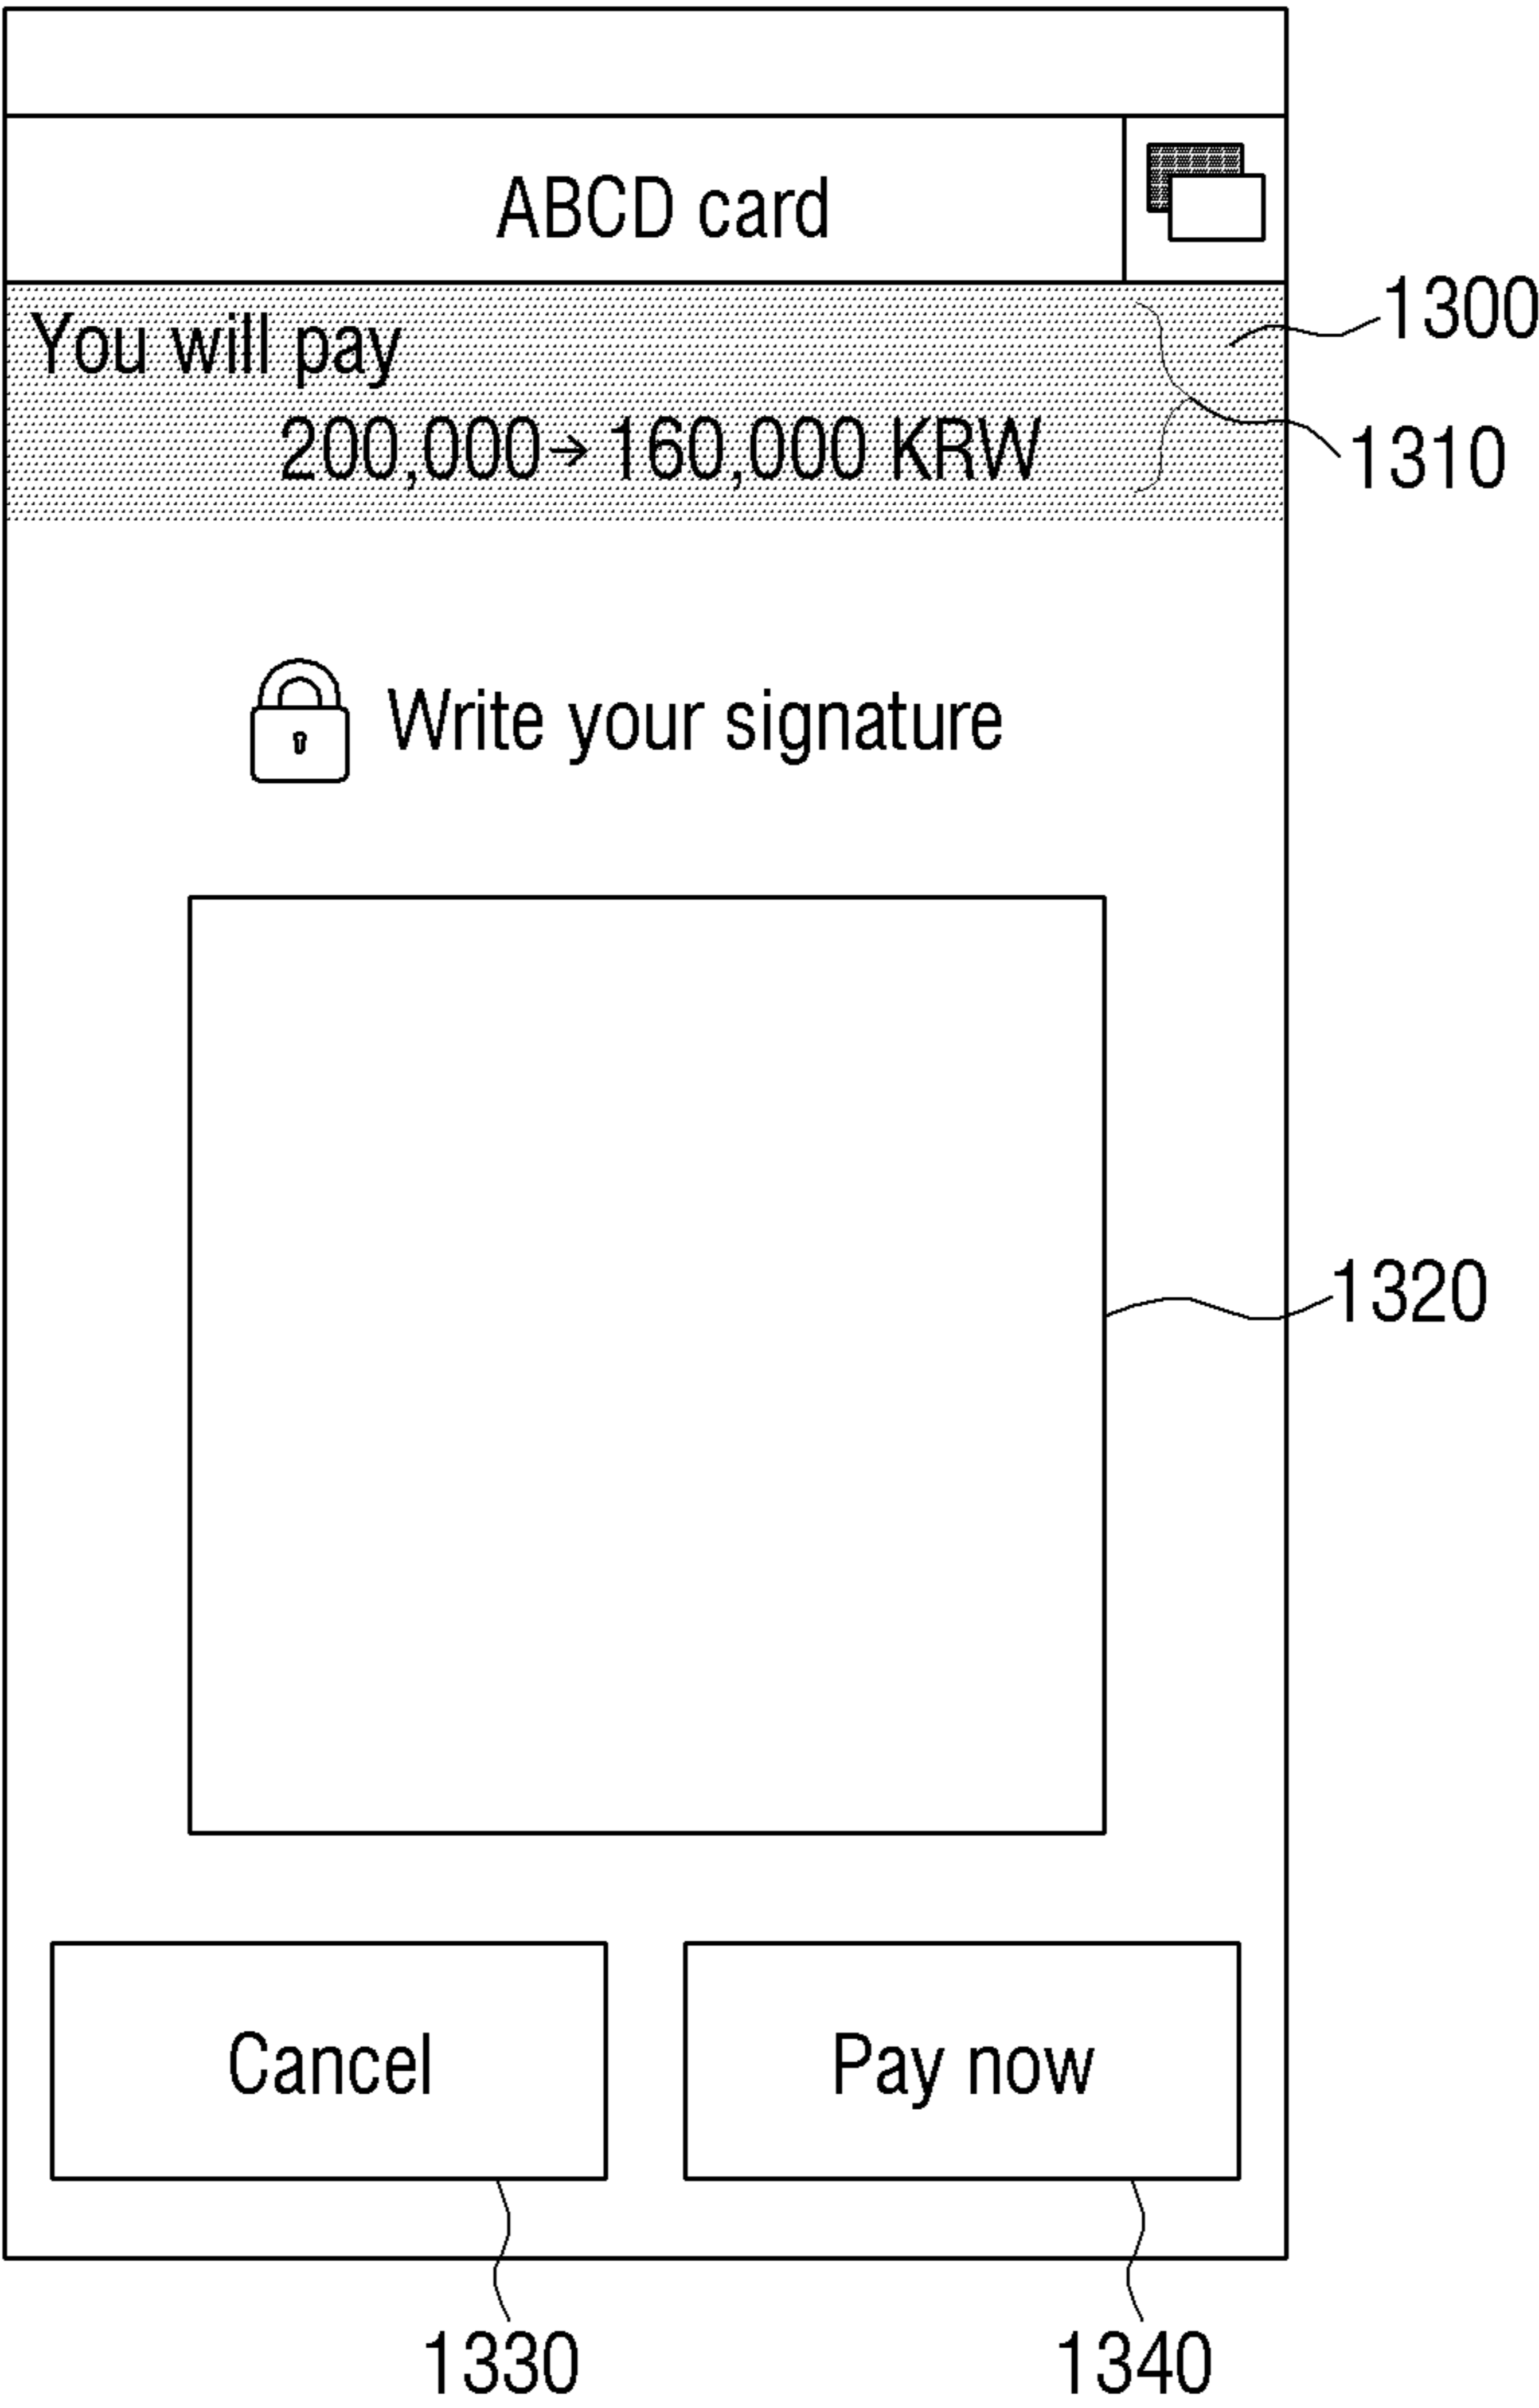 ABCD card
You will pay
200,000→160,000 KRW
1300
1310
Write your signature
1320
Cancel
Pay now
1330
1340